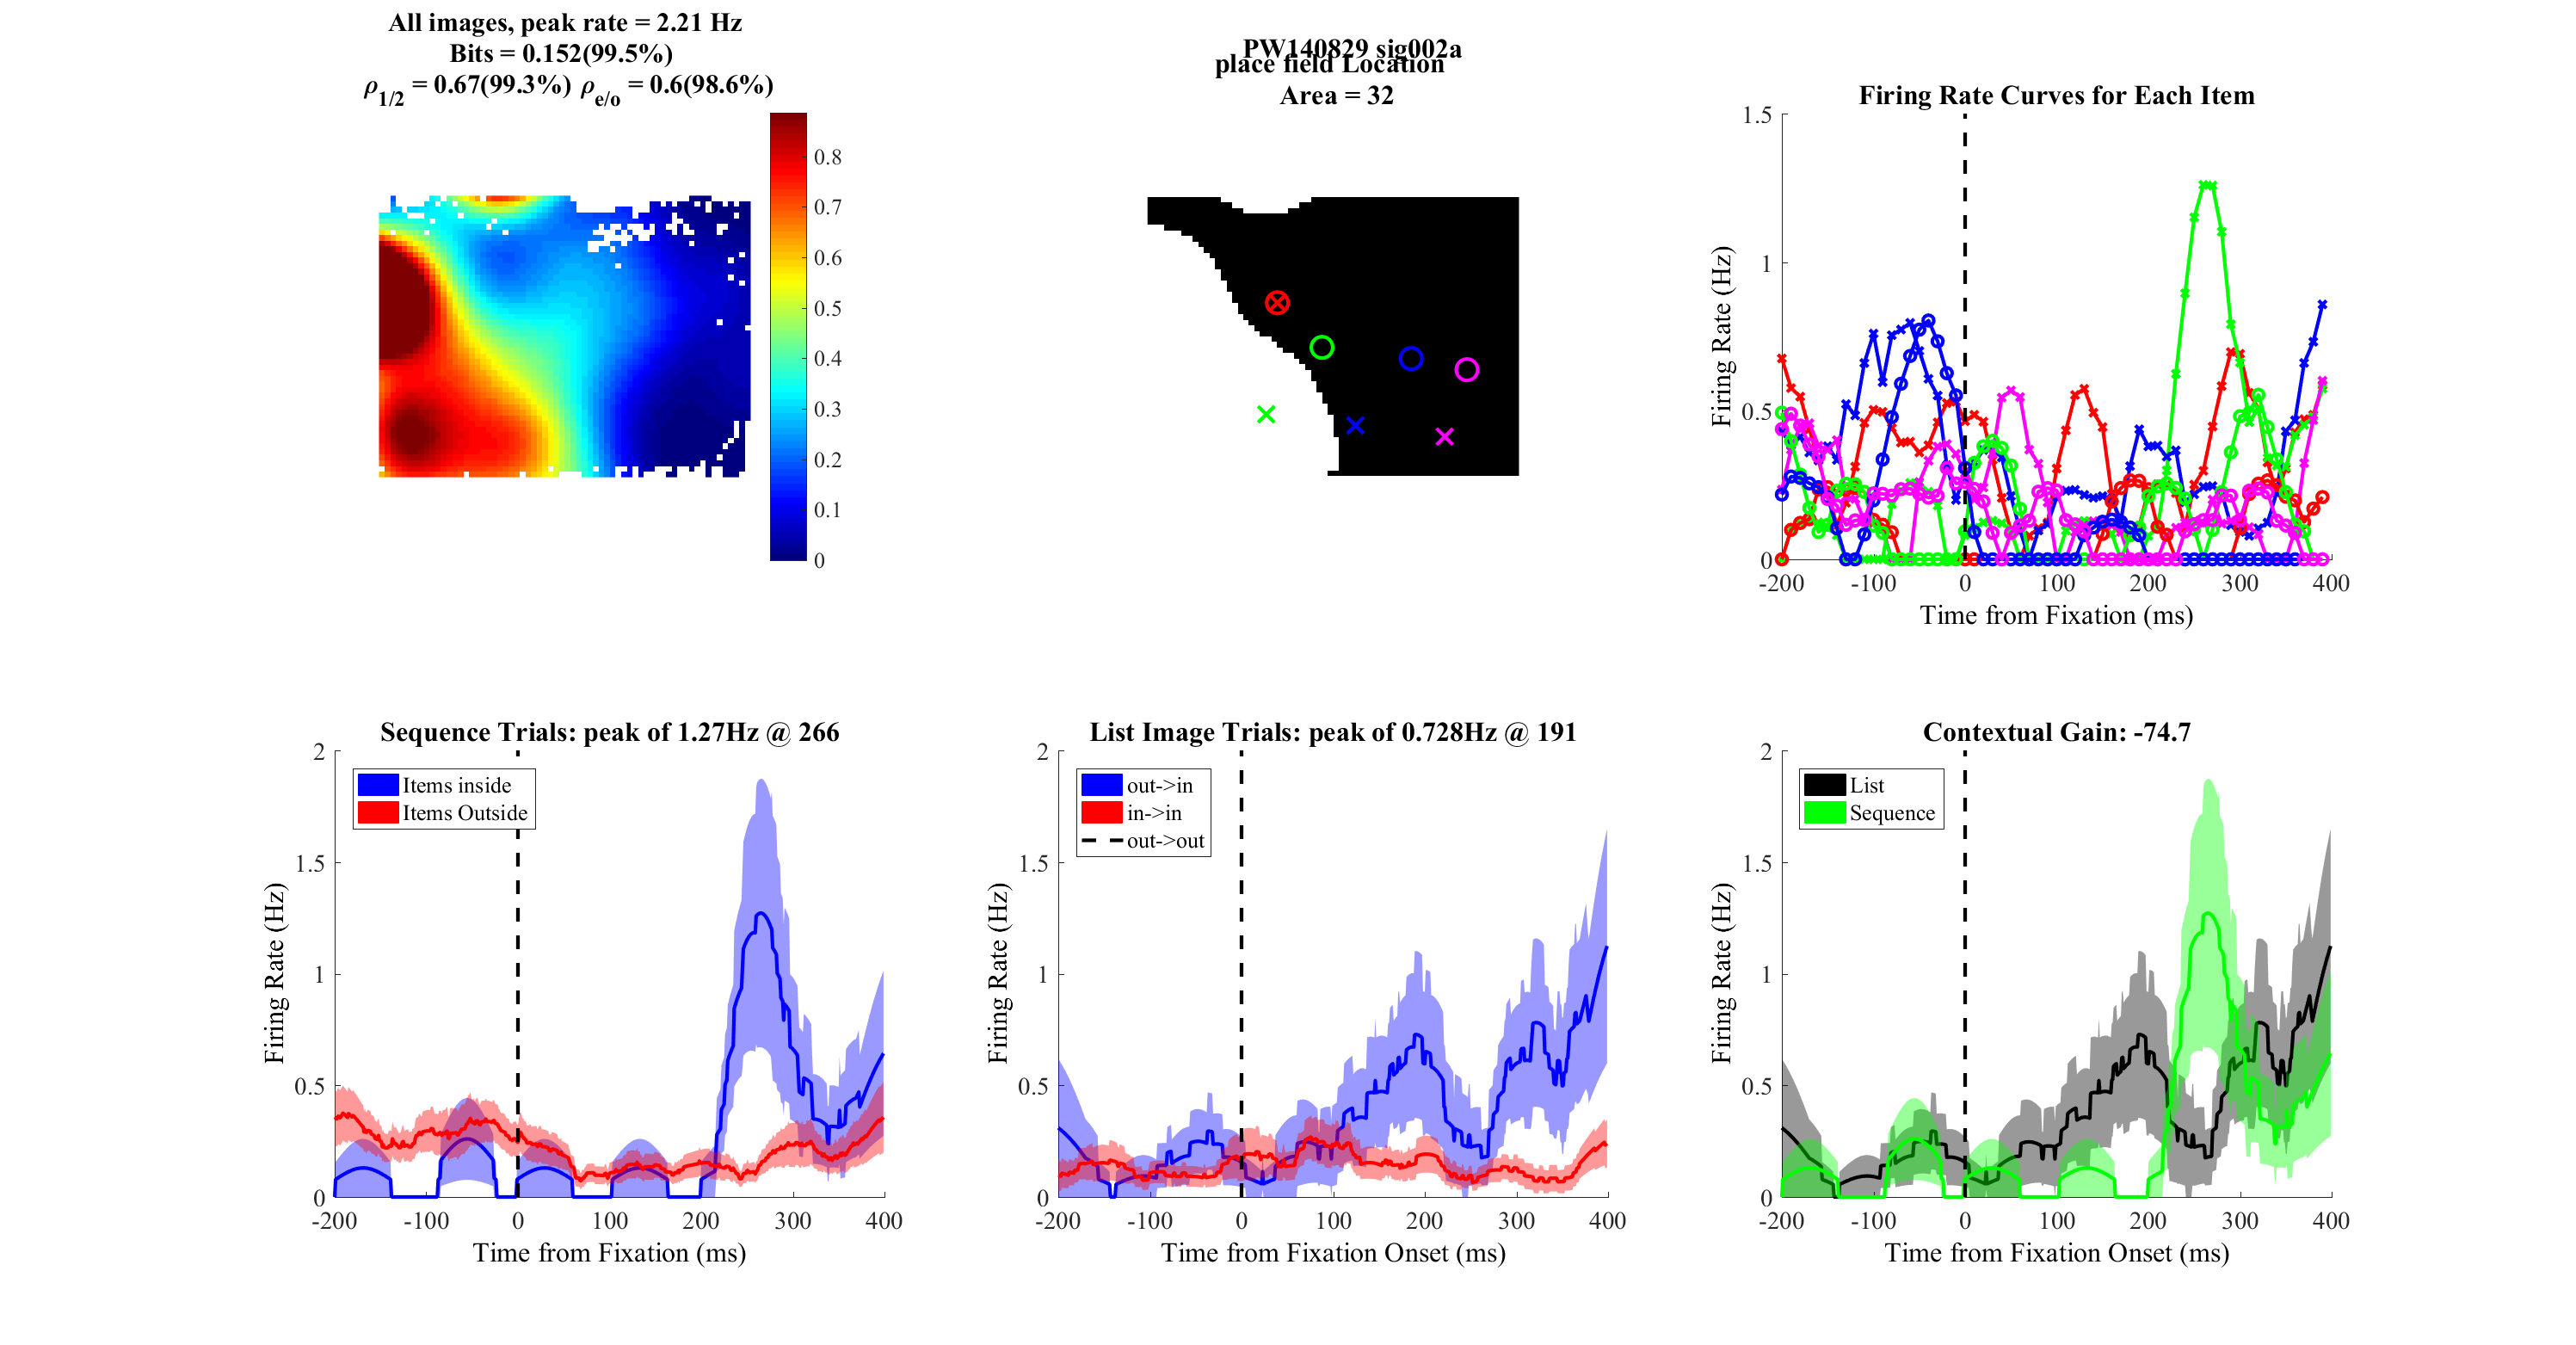 All images, peak rate = 2.21 Hz
Bits = 0.152(99.5%)
ρ1/2 = 0.67(99.3%) ρe/o = 0.6(98.6%)
0.8
0.7
0.6
0.5
0.4
0.3
0.2
0.1
0
PW140829 sig002a
place field Location
Area = 32
Firing Rate Curves for Each Item
1.5
1
0.5
0
Firing Rate (Hz)
-200 -100 0 100 200 300 400
Time from Fixation (ms)
Sequence Trials: peak of 1.27Hz @ 266
2
1.5
1
0.5
0
Firing Rate (Hz)
Items inside
Items Outside
-200 -100 0 100 200 300 400
Time from Fixation (ms)
List Image Trials: peak of 0.728Hz @ 191
2
1.5
1
0.5
0
Firing Rate (Hz)
out->in
in->in
out->out
-200 -100 0 100 200 300 400
Time from Fixation Onset (ms)
Contextual Gain: -74.7
2
1.5
1
0.5
0
Firing Rate (Hz)
List
Sequence
-200 -100 0 100 200 300 400
Time from Fixation Onset (ms)